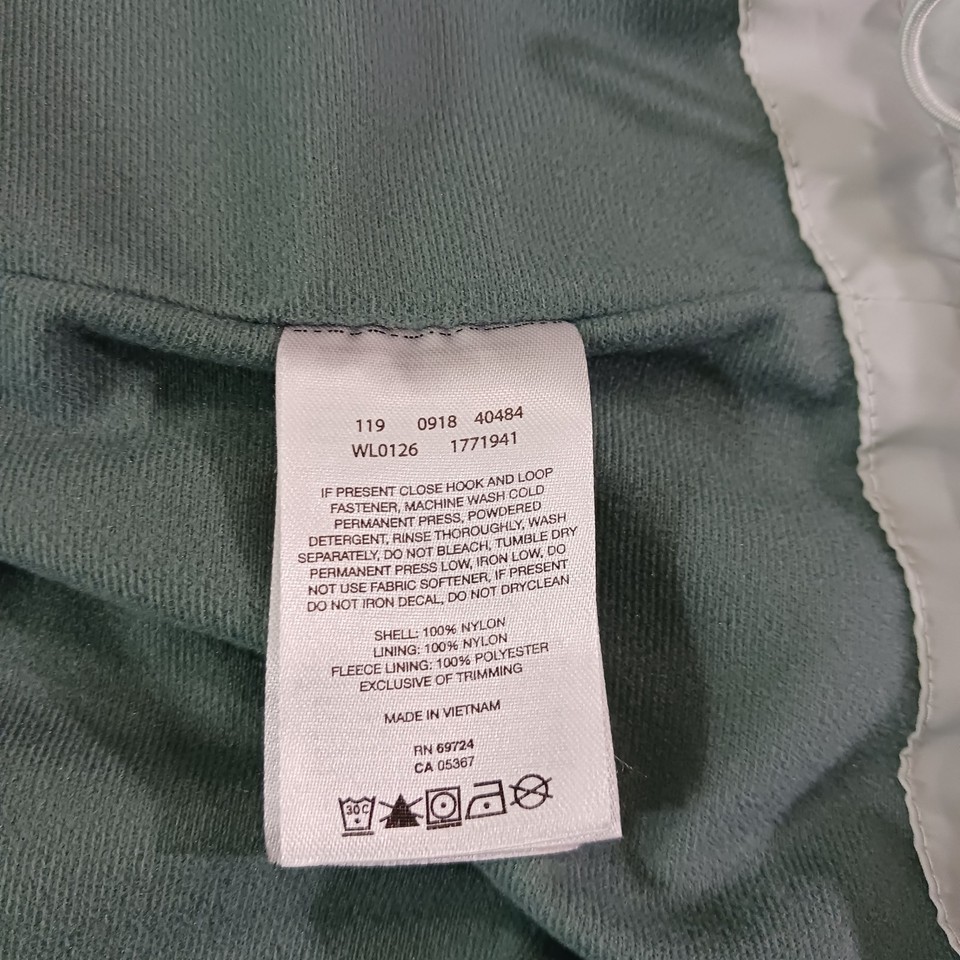 119 0918 40484
WL0126 1771941
IF PRESENT CLOSE HOOK AND LOOP
FASTENER, MACHINE WASH COLD
PERMANENT PRESS, POWDERED
DETERGENT, RINSE THOROUGHLY, WASH
SEPARATELY, DO NOT BLEACH, TUMBLE DRY
PERMANENT PRESS LOW, IRON LOW, DO
NOT USE FABRIC SOFTENER, IF PRESENT
DO NOT IRON DECAL, DO NOT DRYCLEAN
SHELL: 100% NYLON
LINING: 100% NYLON
FLEECE LINING: 100% POLYESTER
EXCLUSIVE OF TRIMMING
MADE IN VIETNAM
RN 69724
CA 05367
30C